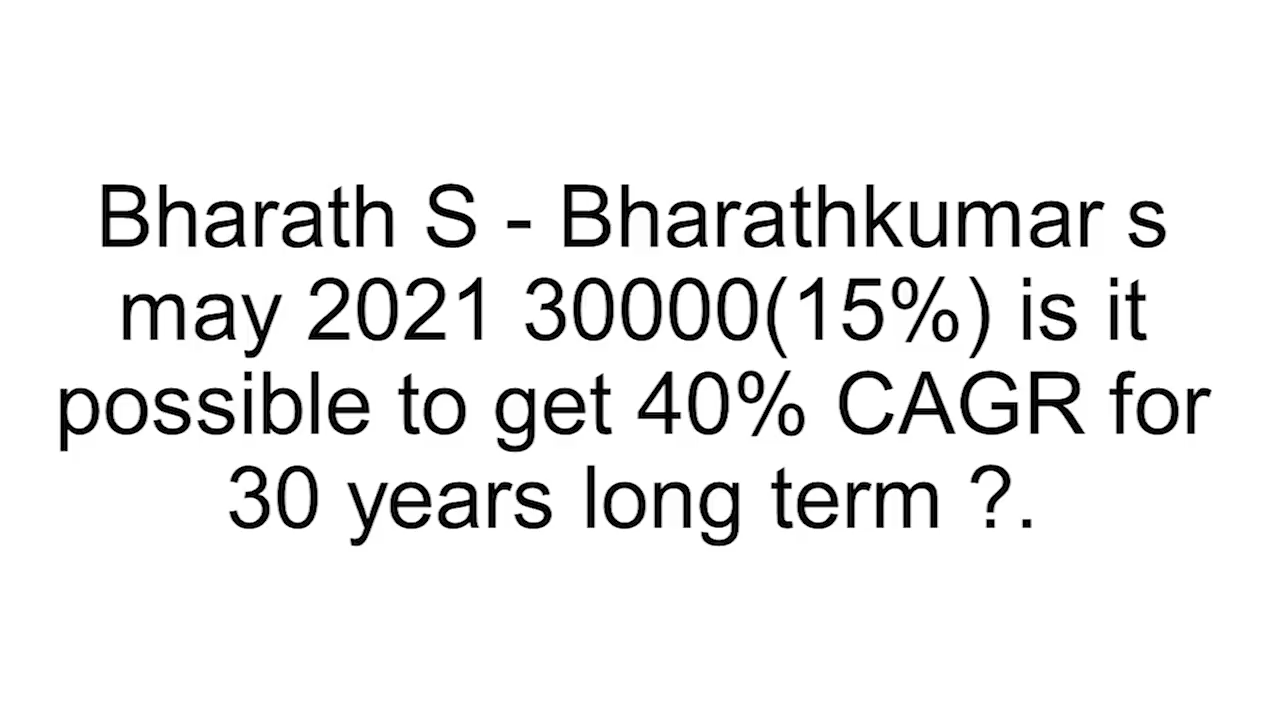 Bharath S - Bharathkumar s
may 2021 30000(15%) is it
possible to get 40% CAGR for
30 years long term ?.